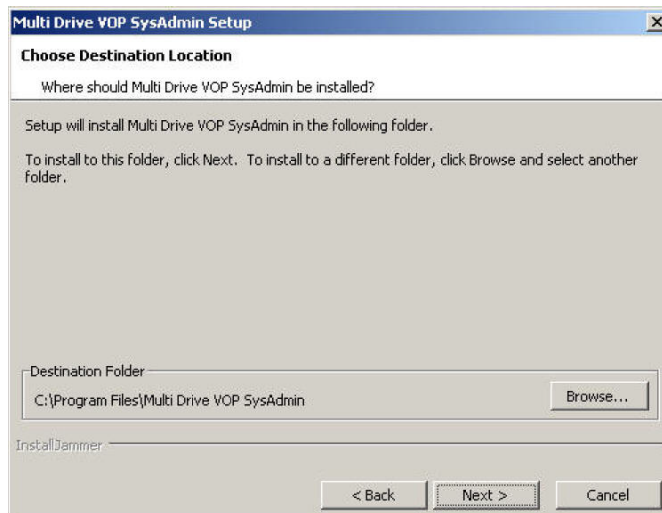 Multi Drive VOP SysAdmin Setup
Choose Destination Location
Where should Multi Drive VOP SysAdmin be installed?
Setup will install Multi Drive VOP SysAdmin in the following folder.
To install to this folder, click Next. To install to a different folder, click Browse and select another
folder.
Destination Folder
C:\Program Files\Multi Drive VOP SysAdmin
Browse...
InstallJammer
< Back
Next >
Cancel